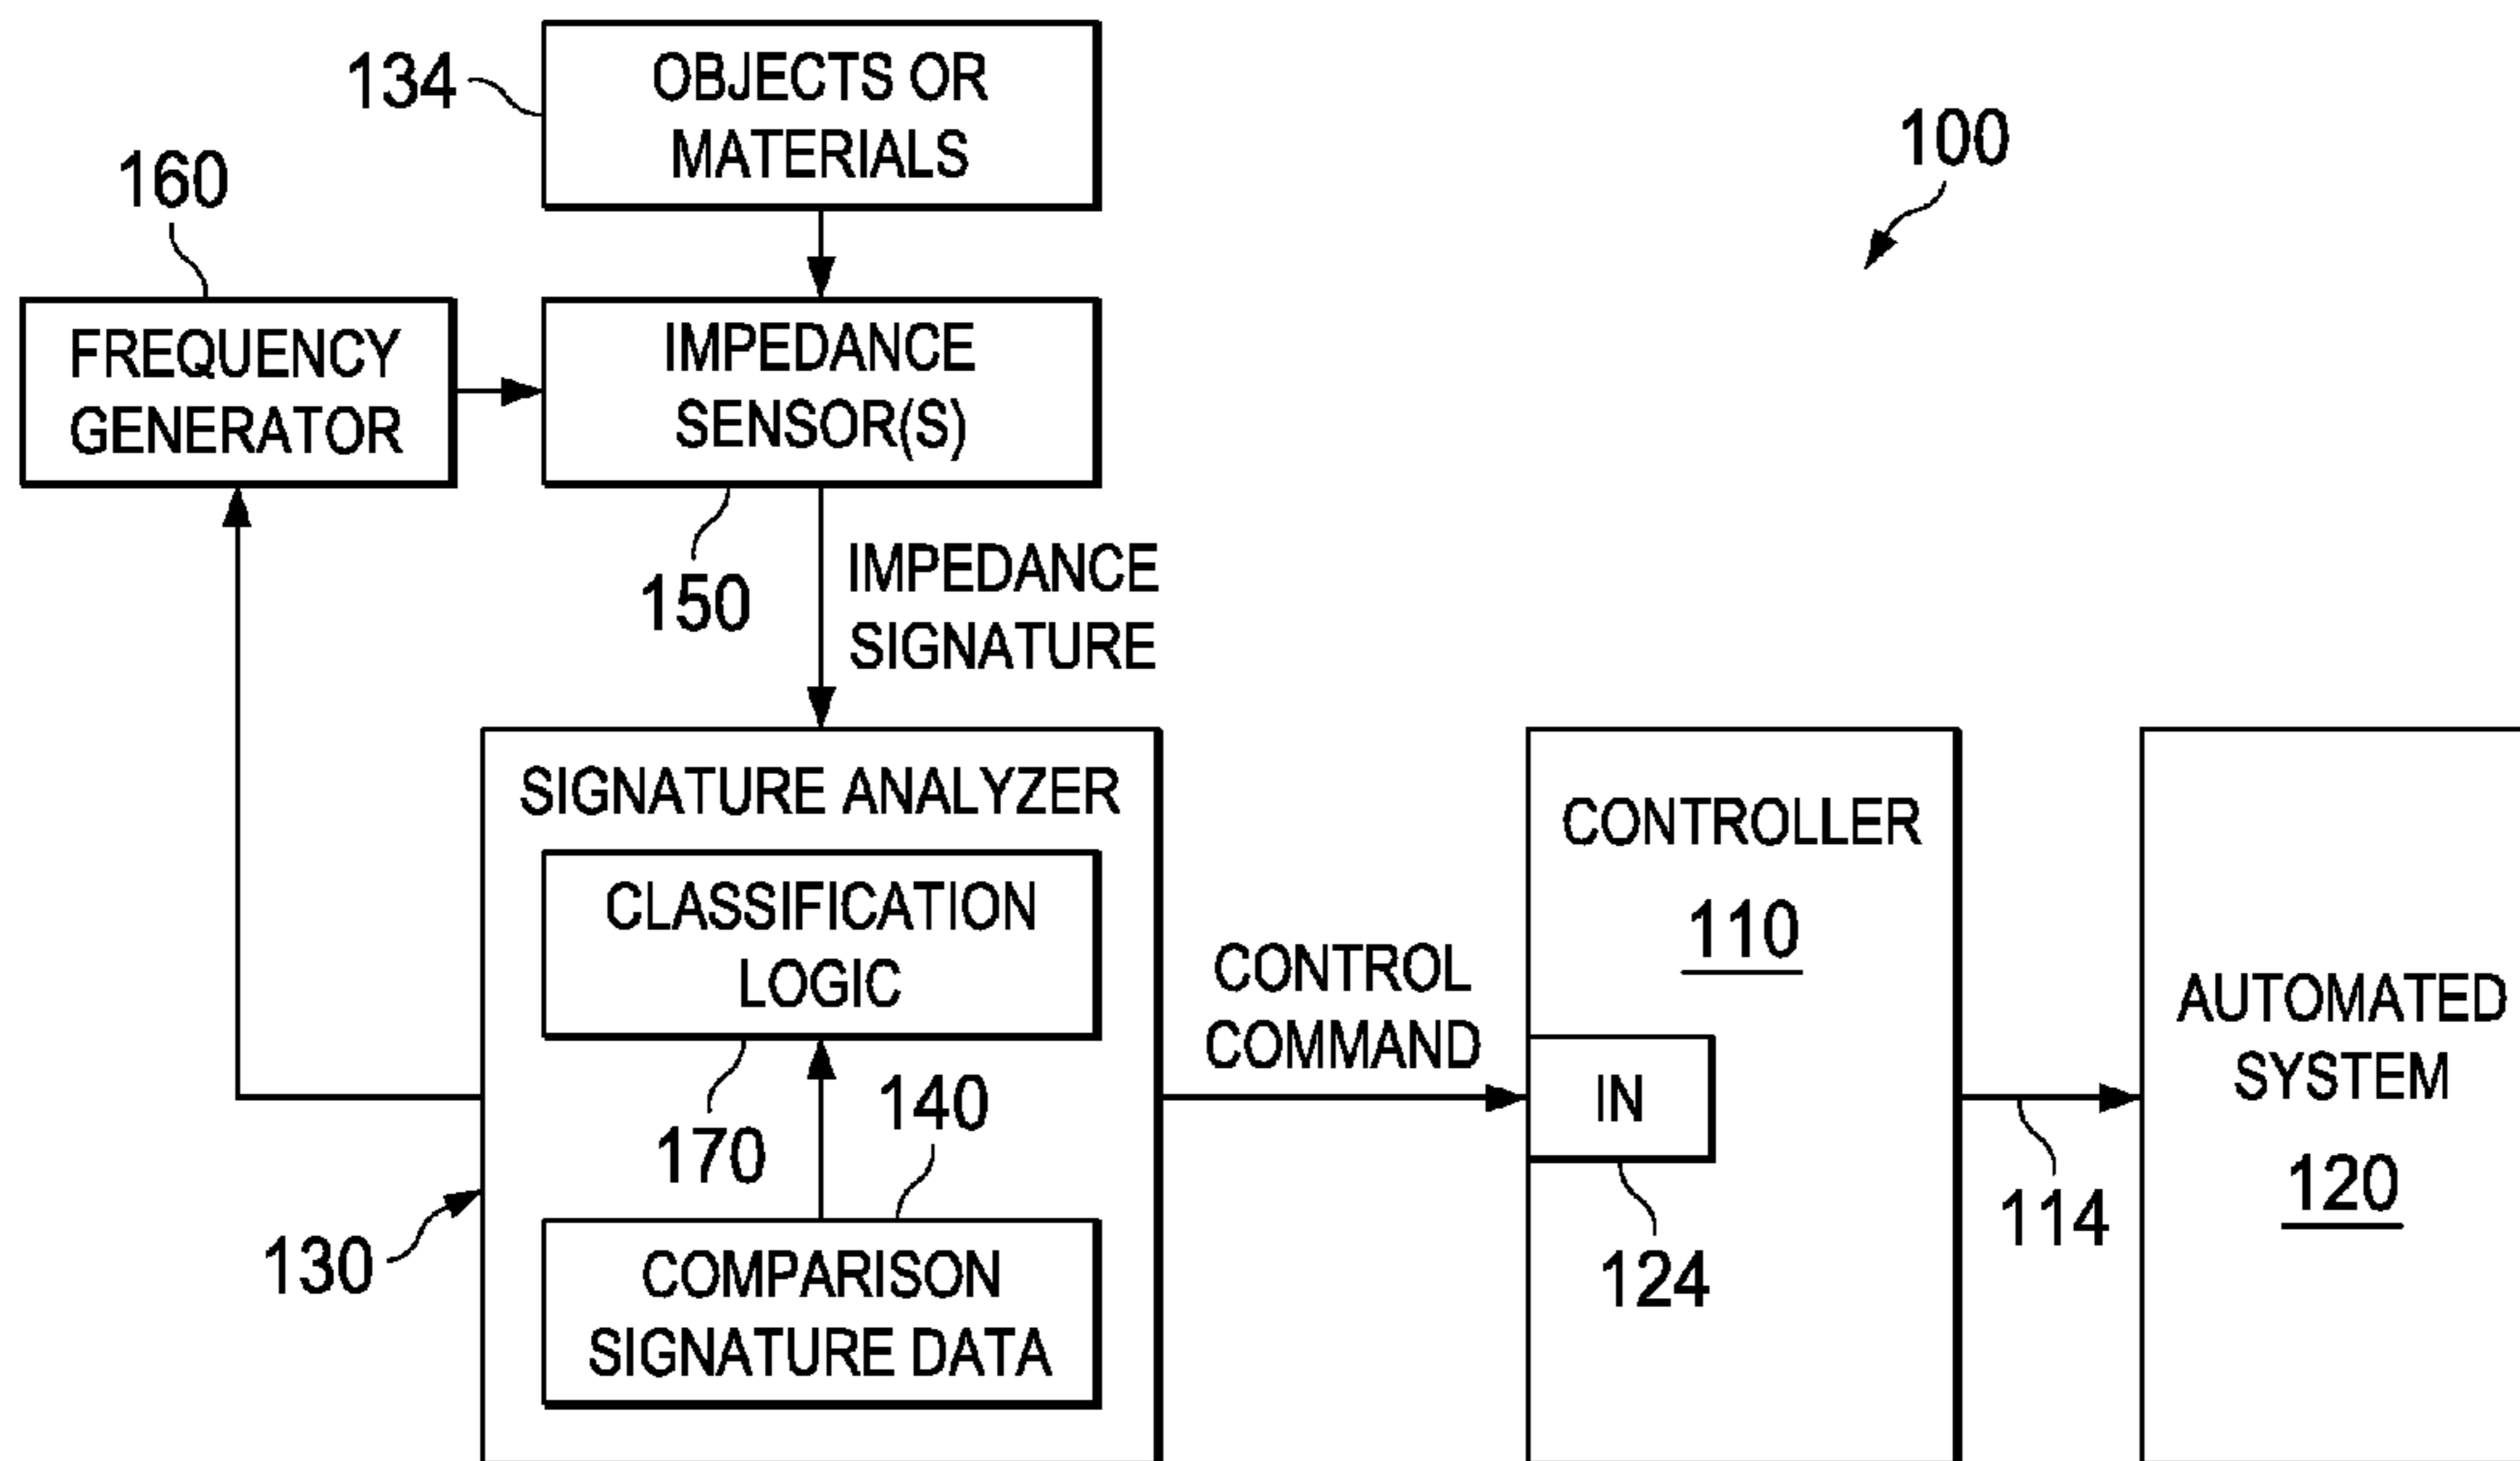 134
OBJECTS OR
MATERIALS
100
160
FREQUENCY
GENERATOR
IMPEDANCE
SENSOR(S)
150
IMPEDANCE
SIGNATURE
SIGNATURE ANALYZER
CLASSIFICATION
LOGIC
170
140
130
COMPARISON
SIGNATURE DATA
CONTROL
COMMAND
CONTROLLER
110
IN
124
114
AUTOMATED
SYSTEM
120